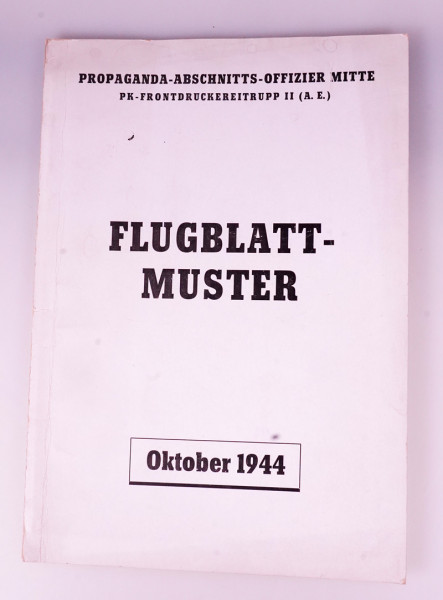 PROPAGANDA-ABSCHNITTS-OFFIZIER MITTE
PK-FRONTDRUCKEREITRUPP II (A. E.)
FLUGBLATT-
MUSTER
Oktober 1944